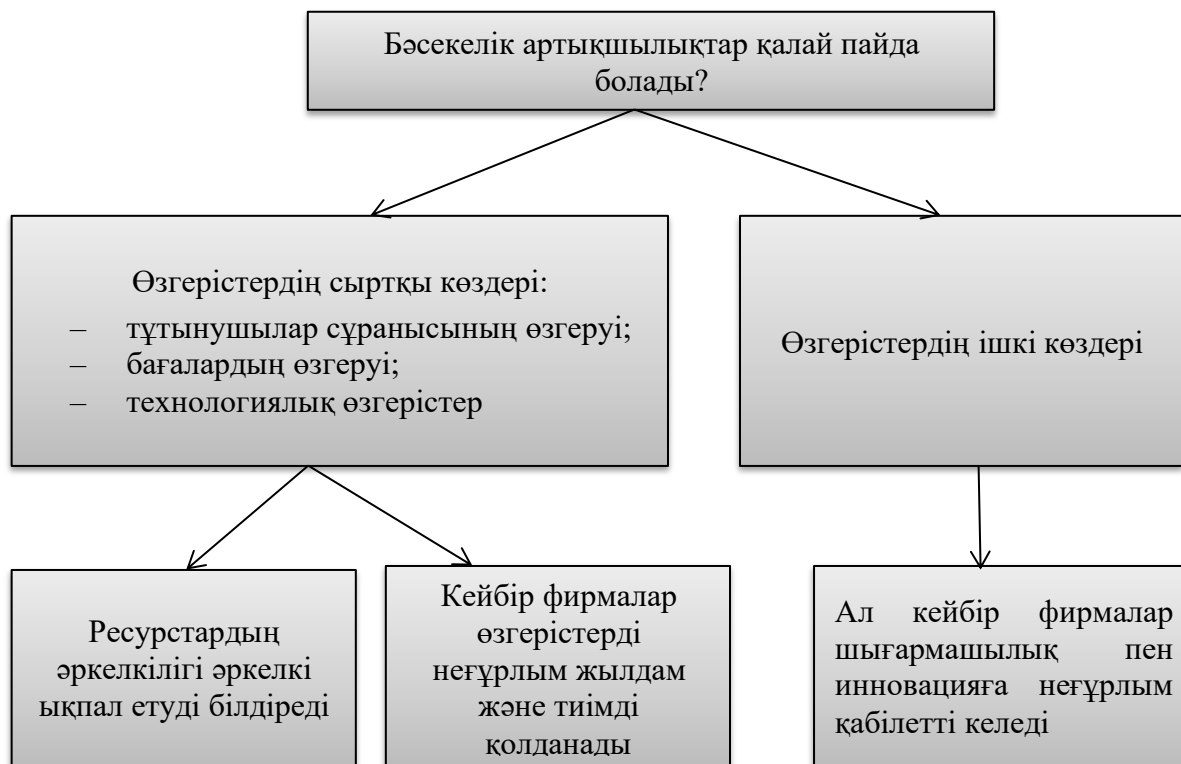 Бәсекелік артықшылықтар қалай пайда
болады?
Өзгерістердің сыртқы көздері:
– тұтынушылар сұранысының өзгеруі;
– бағалардың өзгеруі;
– технологиялық өзгерістер
Өзгерістердің ішкі көздері
Ресурстардың
әркелкілігі әркелкі
ықпал етуді білдіреді
Кейбір фирмалар
өзгерістерді
неғұрлым жылдам
және тиімді
қолданады
Ал кейбір фирмалар
шығармашылық пен
инновацияға неғұрлым
қабілетті келеді